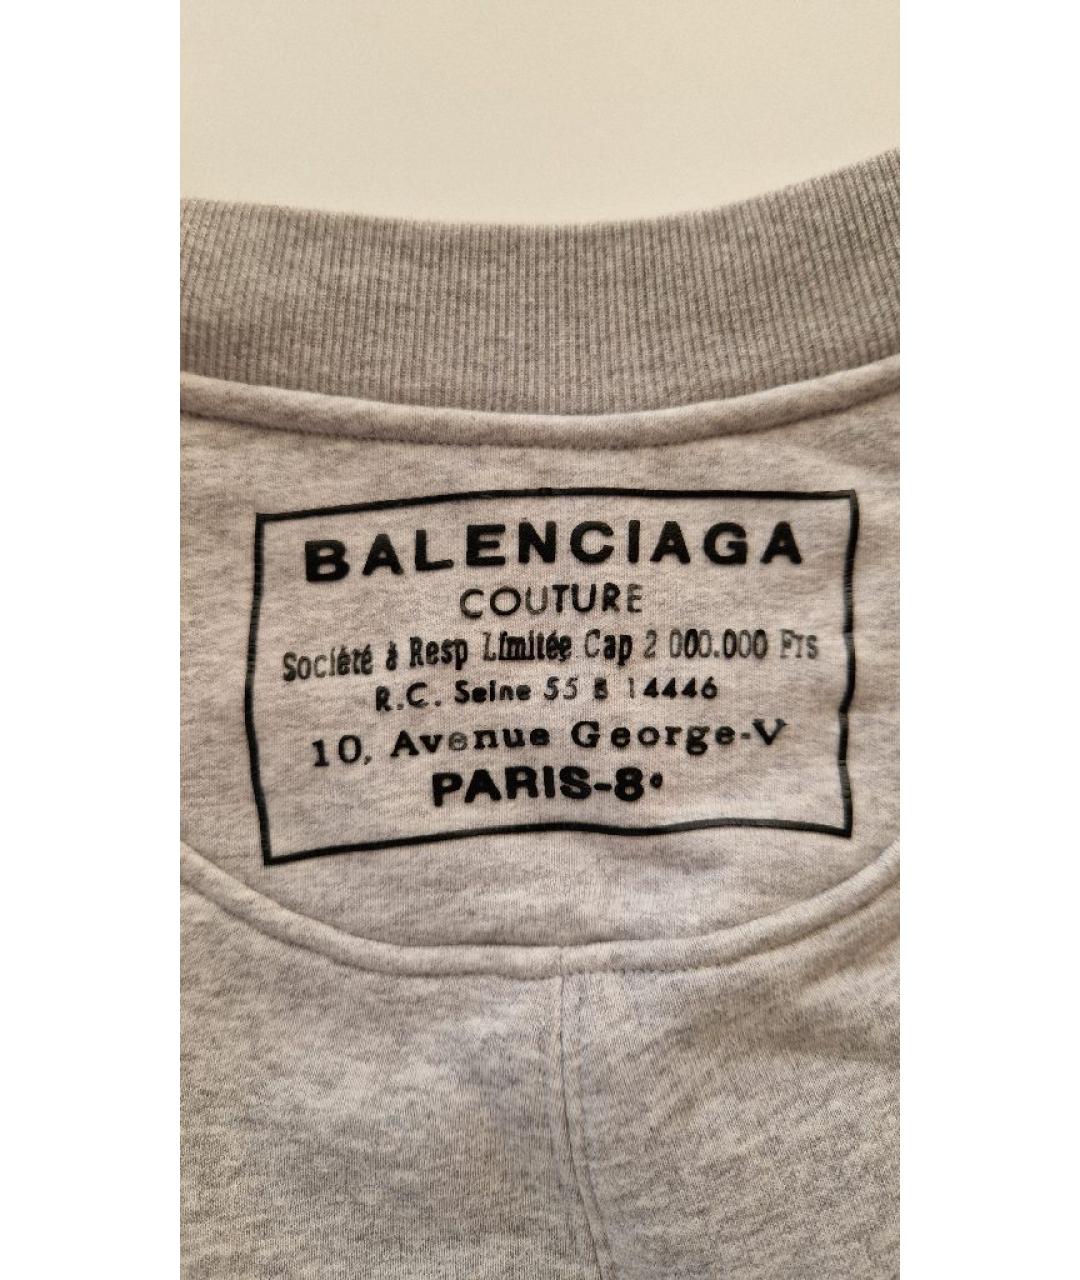 BALENCIAGA
COUTURE
Société à Resp Limitée Cap 2 000.000 Frs
R.C. Seine 55 B 14446
10, Avenue George-V
PARIS-8e